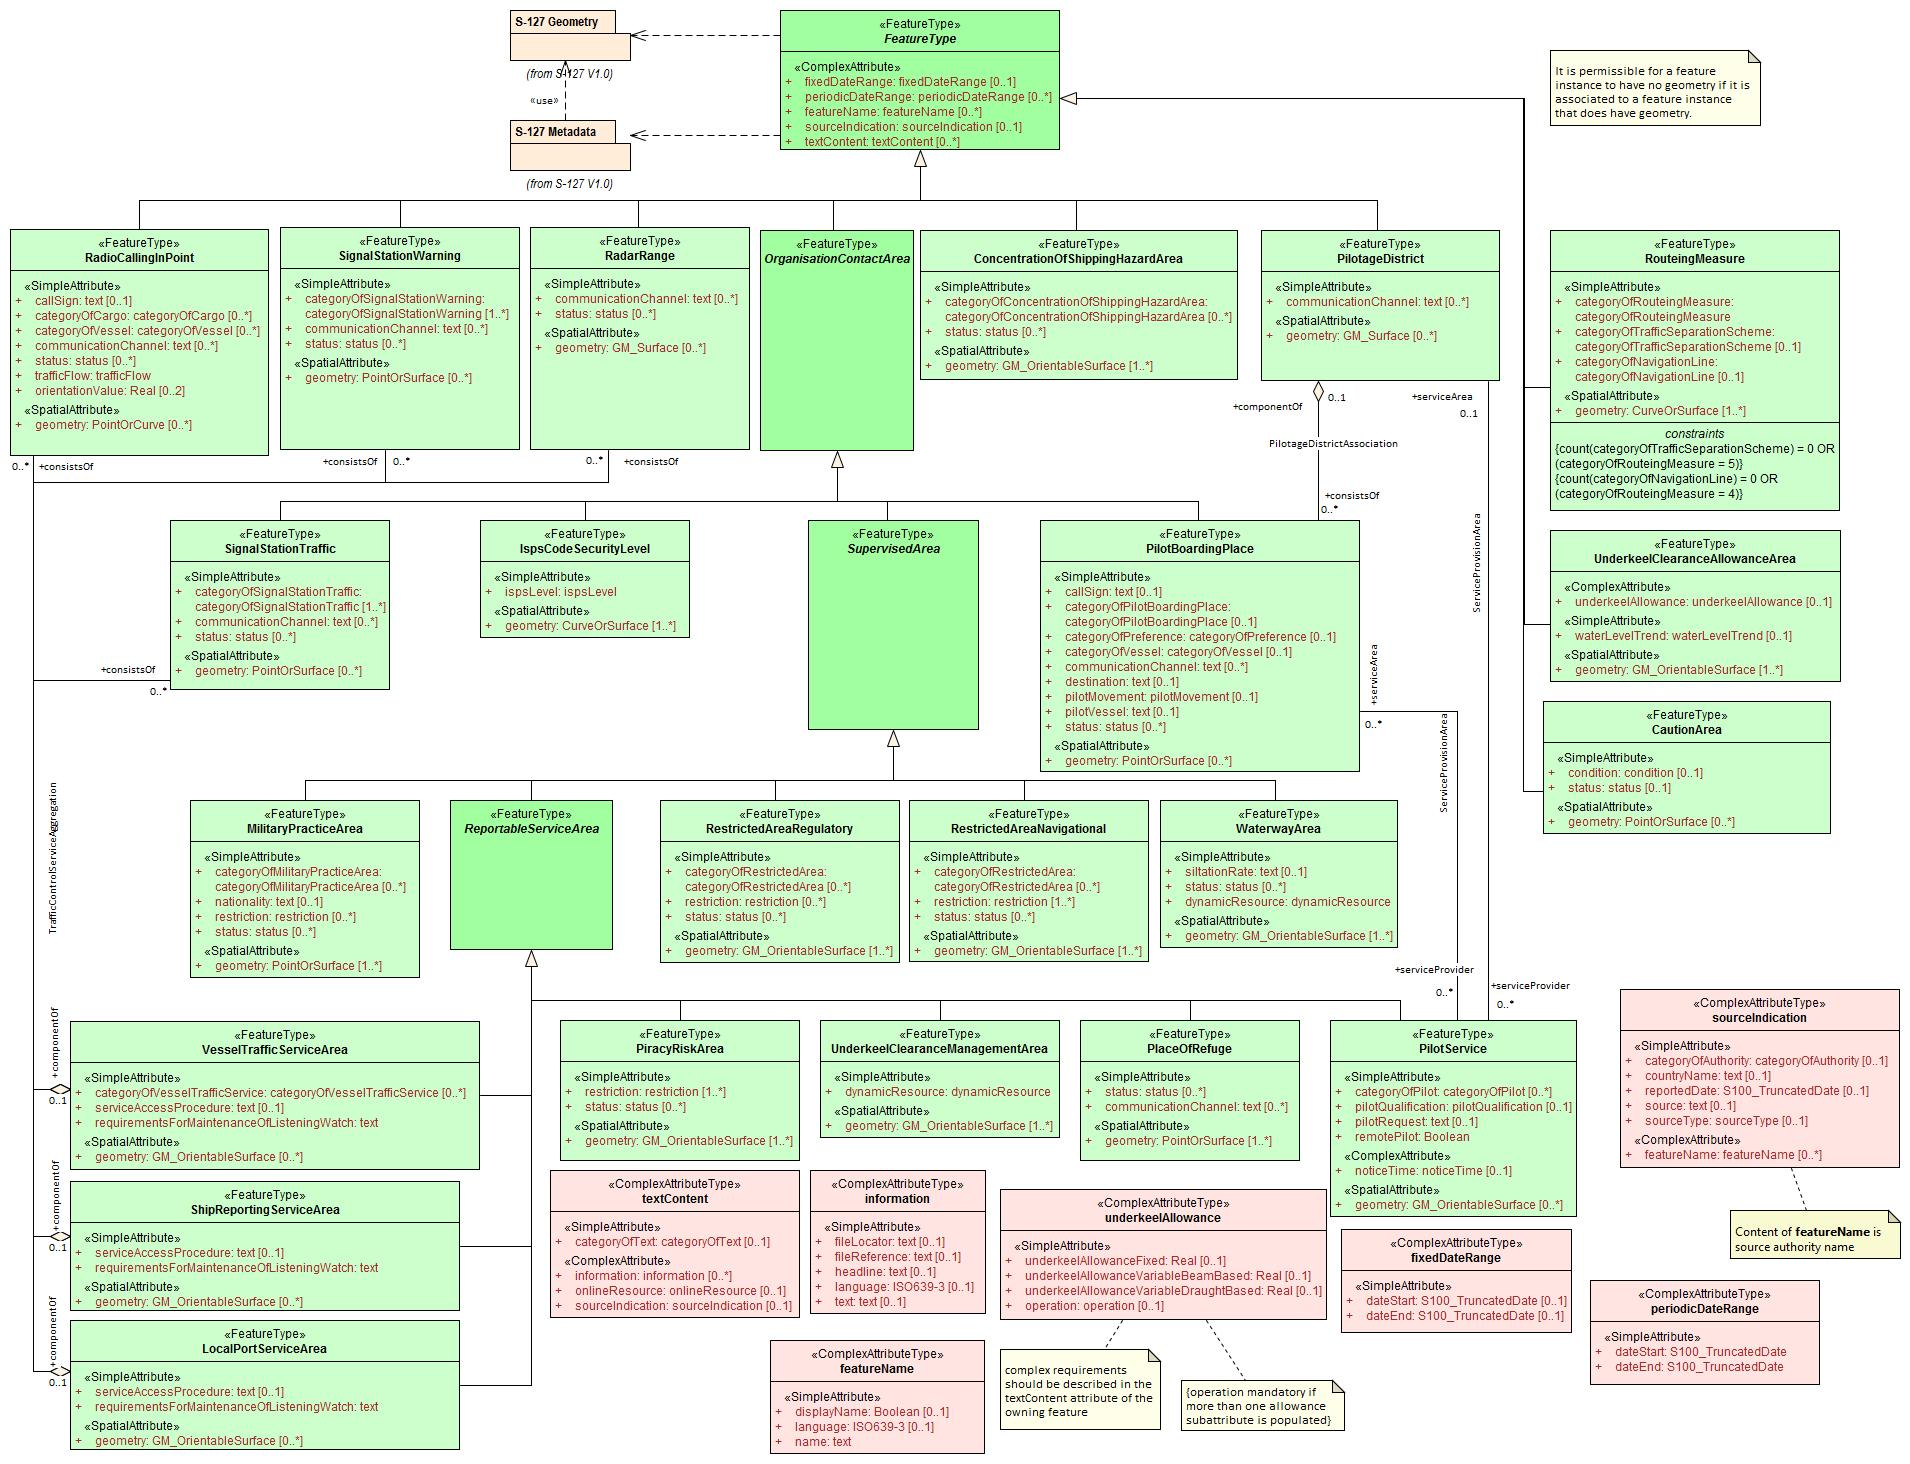 S-127 Geometry
(from S-127 V1.0)
«use»
S-127 Metadata
(from S-127 V1.0)
«FeatureType»
FeatureType
«ComplexAttribute»
+ fixedDateRange: fixedDateRange [0..1]
+ periodicDateRange: periodicDateRange [0..*]
+ featureName: featureName [0..*]
+ sourceIndication: sourceIndication [0..1]
+ textContent: textContent [0..*]
It is permissible for a feature
instance to have no geometry if it is
associated to a feature instance
that does have geometry.
«FeatureType»
RadioCallingInPoint
«SimpleAttribute»
+ callSign: text [0..1]
+ categoryOfCargo: categoryOfCargo [0..*]
+ categoryOfVessel: categoryOfVessel [0..*]
+ communicationChannel: text [0..*]
+ status: status [0..*]
+ trafficFlow: trafficFlow
+ orientationValue: Real [0..2]
«SpatialAttribute»
+ geometry: PointOrCurve [0..*]
«FeatureType»
SignalStationWarning
«SimpleAttribute»
+ categoryOfSignalStationWarning:
categoryOfSignalStationWarning [1..*]
+ communicationChannel: text [0..*]
+ status: status [0..*]
«SpatialAttribute»
+ geometry: PointOrSurface [0..*]
«FeatureType»
RadarRange
«SimpleAttribute»
+ communicationChannel: text [0..*]
+ status: status [0..*]
«SpatialAttribute»
+ geometry: GM_Surface [0..*]
«FeatureType»
OrganisationContactArea
«FeatureType»
ConcentrationOfShippingHazardArea
«SimpleAttribute»
+ categoryOfConcentrationOfShippingHazardArea:
categoryOfConcentrationOfShippingHazardArea [0..*]
+ status: status [0..*]
«SpatialAttribute»
+ geometry: GM_OrientableSurface [1..*]
«FeatureType»
PilotageDistrict
«SimpleAttribute»
+ communicationChannel: text [0..*]
«SpatialAttribute»
+ geometry: GM_Surface [0..*]
«FeatureType»
RouteingMeasure
«SimpleAttribute»
+ categoryOfRouteingMeasure:
categoryOfRouteingMeasure
+ categoryOfTrafficSeparationScheme:
categoryOfTrafficSeparationScheme [0..1]
+ categoryOfNavigationLine:
categoryOfNavigationLine [0..1]
«SpatialAttribute»
+ geometry: CurveOrSurface [1..*]
constraints
{count(categoryOfTrafficSeparationScheme) = 0 OR
(categoryOfRouteingMeasure = 5)}
{count(categoryOfNavigationLine) = 0 OR
(categoryOfRouteingMeasure = 4)}
0..* +consistsOf
+consistsOf 0..*
0..* +consistsOf
+componentOf 0..1
PilotageDistrictAssociation
+consistsOf
0..*
+serviceArea
0..1
ServiceProvisionArea
«FeatureType»
SignalStationTraffic
«SimpleAttribute»
+ categoryOfSignalStationTraffic:
categoryOfSignalStationTraffic [1..*]
+ communicationChannel: text [0..*]
+ status: status [0..*]
«SpatialAttribute»
+ geometry: PointOrSurface [0..*]
+consistsOf
0..*
«FeatureType»
IspsCodeSecurityLevel
«SimpleAttribute»
+ ispsLevel: ispsLevel
«SpatialAttribute»
+ geometry: CurveOrSurface [1..*]
«FeatureType»
SupervisedArea
«FeatureType»
PilotBoardingPlace
«SimpleAttribute»
+ callSign: text [0..1]
+ categoryOfPilotBoardingPlace:
categoryOfPilotBoardingPlace [0..1]
+ categoryOfPreference: categoryOfPreference [0..1]
+ categoryOfVessel: categoryOfVessel [0..1]
+ communicationChannel: text [0..*]
+ destination: text [0..1]
+ pilotMovement: pilotMovement [0..1]
+ pilotVessel: text [0..1]
+ status: status [0..*]
«SpatialAttribute»
+ geometry: PointOrSurface [0..*]
+serviceArea
0..*
ServiceProvisionArea
«FeatureType»
UnderkeelClearanceAllowanceArea
«ComplexAttribute»
+ underkeelAllowance: underkeelAllowance [0..1]
«SimpleAttribute»
+ waterLevelTrend: waterLevelTrend [0..1]
«SpatialAttribute»
+ geometry: GM_OrientableSurface [1..*]
«FeatureType»
CautionArea
«SimpleAttribute»
+ condition: condition [0..1]
+ status: status [0..1]
«SpatialAttribute»
+ geometry: PointOrSurface [0..*]
TrafficControlServiceAggregation
«FeatureType»
MilitaryPracticeArea
«SimpleAttribute»
+ categoryOfMilitaryPracticeArea:
categoryOfMilitaryPracticeArea [0..*]
+ nationality: text [0..1]
+ restriction: restriction [0..*]
+ status: status [0..*]
«SpatialAttribute»
+ geometry: PointOrSurface [1..*]
«FeatureType»
ReportableServiceArea
«FeatureType»
RestrictedAreaRegulatory
«SimpleAttribute»
+ categoryOfRestrictedArea:
categoryOfRestrictedArea [0..*]
+ restriction: restriction [0..*]
+ status: status [0..*]
«SpatialAttribute»
+ geometry: GM_OrientableSurface [1..*]
«FeatureType»
RestrictedAreaNavigational
«SimpleAttribute»
+ categoryOfRestrictedArea:
categoryOfRestrictedArea [0..*]
+ restriction: restriction [1..*]
+ status: status [0..*]
«SpatialAttribute»
+ geometry: GM_OrientableSurface [1..*]
«FeatureType»
WaterwayArea
«SimpleAttribute»
+ siltationRate: text [0..1]
+ status: status [0..*]
+ dynamicResource: dynamicResource
«SpatialAttribute»
+ geometry: GM_OrientableSurface [1..*]
+serviceProvider
0..*
+serviceProvider
0..*
+componentOf
0..1
«FeatureType»
VesselTrafficServiceArea
«SimpleAttribute»
+ categoryOfVesselTrafficService: categoryOfVesselTrafficService [0..*]
+ serviceAccessProcedure: text [0..1]
+ requirementsForMaintenanceOfListeningWatch: text
«SpatialAttribute»
+ geometry: GM_OrientableSurface [0..*]
«FeatureType»
PiracyRiskArea
«SimpleAttribute»
+ restriction: restriction [1..*]
+ status: status [0..*]
«SpatialAttribute»
+ geometry: GM_OrientableSurface [1..*]
«FeatureType»
UnderkeelClearanceManagementArea
«SimpleAttribute»
+ dynamicResource: dynamicResource
«SpatialAttribute»
+ geometry: GM_OrientableSurface [1..*]
«FeatureType»
PlaceOfRefuge
«SimpleAttribute»
+ status: status [0..*]
+ communicationChannel: text [0..*]
«SpatialAttribute»
+ geometry: PointOrSurface [1..*]
«FeatureType»
PilotService
«SimpleAttribute»
+ categoryOfPilot: categoryOfPilot [0..*]
+ pilotQualification: pilotQualification [0..1]
+ pilotRequest: text [0..1]
+ remotePilot: Boolean
«ComplexAttribute»
+ noticeTime: noticeTime [0..1]
«SpatialAttribute»
+ geometry: GM_OrientableSurface [0..*]
«ComplexAttributeType»
sourceIndication
«SimpleAttribute»
+ categoryOfAuthority: categoryOfAuthority [0..1]
+ countryName: text [0..1]
+ reportedDate: S100_TruncatedDate [0..1]
+ source: text [0..1]
+ sourceType: sourceType [0..1]
«ComplexAttribute»
+ featureName: featureName [0..*]
Content of featureName is
source authority name
+componentOf
0..1
«FeatureType»
ShipReportingServiceArea
«SimpleAttribute»
+ serviceAccessProcedure: text [0..1]
+ requirementsForMaintenanceOfListeningWatch: text
«SpatialAttribute»
+ geometry: GM_OrientableSurface [0..*]
+componentOf
0..1
«FeatureType»
LocalPortServiceArea
«SimpleAttribute»
+ serviceAccessProcedure: text [0..1]
+ requirementsForMaintenanceOfListeningWatch: text
«SpatialAttribute»
+ geometry: GM_OrientableSurface [0..*]
«ComplexAttributeType»
textContent
«SimpleAttribute»
+ categoryOfText: categoryOfText [0..1]
«ComplexAttribute»
+ information: information [0..*]
+ onlineResource: onlineResource [0..1]
+ sourceIndication: sourceIndication [0..1]
«ComplexAttributeType»
information
«SimpleAttribute»
+ fileLocator: text [0..1]
+ fileReference: text [0..1]
+ headline: text [0..1]
+ language: ISO639-3 [0..1]
+ text: text [0..1]
«ComplexAttributeType»
underkeelAllowance
«SimpleAttribute»
+ underkeelAllowanceFixed: Real [0..1]
+ underkeelAllowanceVariableBeamBased: Real [0..1]
+ underkeelAllowanceVariableDraughtBased: Real [0..1]
+ operation: operation [0..1]
«ComplexAttributeType»
fixedDateRange
«SimpleAttribute»
+ dateStart: S100_TruncatedDate [0..1]
+ dateEnd: S100_TruncatedDate [0..1]
«ComplexAttributeType»
periodicDateRange
«SimpleAttribute»
+ dateStart: S100_TruncatedDate
+ dateEnd: S100_TruncatedDate
«ComplexAttributeType»
featureName
«SimpleAttribute»
+ displayName: Boolean [0..1]
+ language: ISO639-3 [0..1]
+ name: text
complex requirements
should be described in the
textContent attribute of the
owning feature
{operation mandatory if
more than one allowance
subattribute is populated}